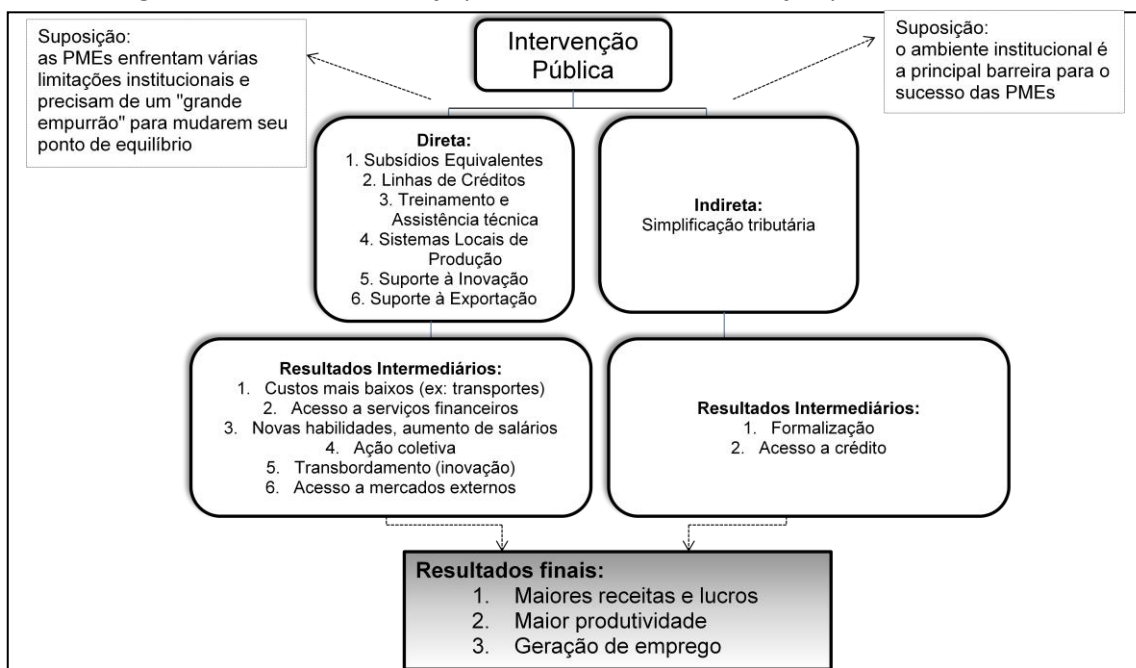 Suposição:
as PMEs enfrentam várias
limitações institucionais e
precisam de um "grande
empurrão" para mudarem seu
ponto de equilíbrio
Intervenção
Pública
Suposição:
o ambiente institucional é
a principal barreira para o
sucesso das PMEs
Direta:
1. Subsídios Equivalentes
2. Linhas de Créditos
3. Treinamento e
Assistência técnica
4. Sistemas Locais de
Produção
5. Suporte à Inovação
6. Suporte à Exportação
Indireta:
Simplificação tributária
Resultados Intermediários:
1. Custos mais baixos (ex: transportes)
2. Acesso a serviços financeiros
3. Novas habilidades, aumento de salários
4. Ação coletiva
5. Transbordamento (inovação)
6. Acesso a mercados externos
Resultados Intermediários:
1. Formalização
2. Acesso a crédito
Resultados finais:
1. Maiores receitas e lucros
2. Maior produtividade
3. Geração de emprego